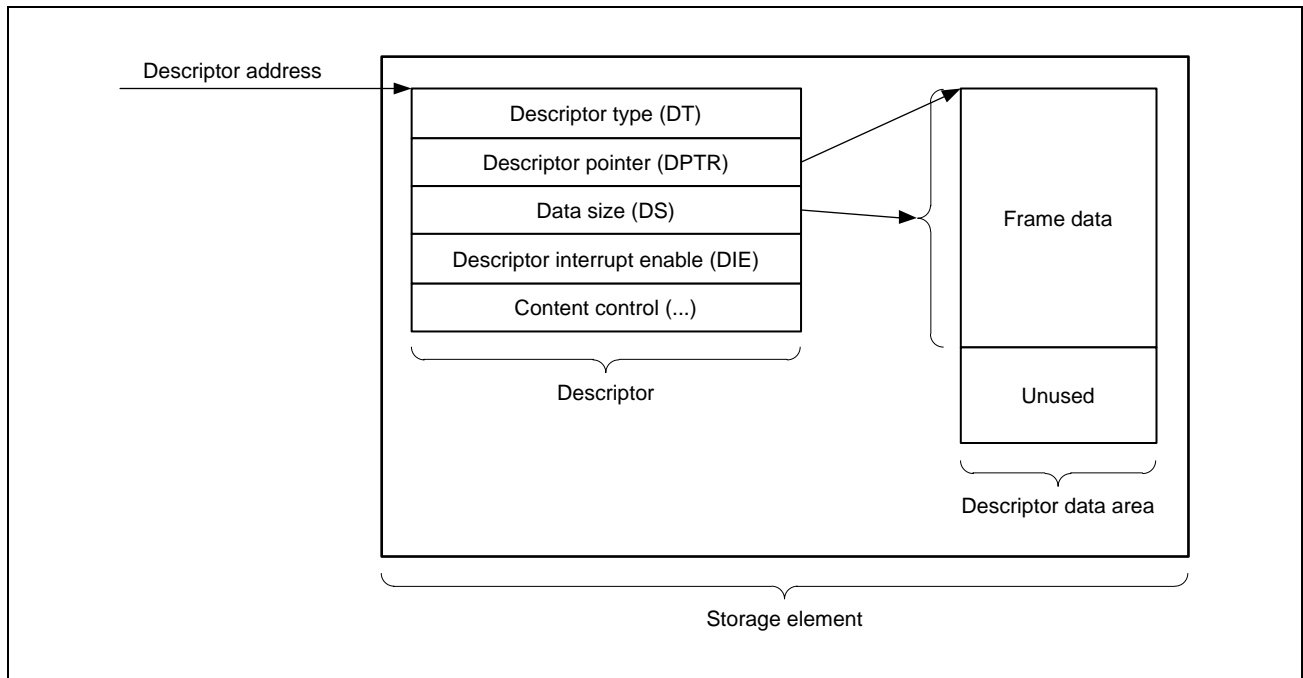 Descriptor address
Descriptor type (DT)
Descriptor pointer (DPTR)
Data size (DS)
Descriptor interrupt enable (DIE)
Content control (...)
Descriptor
Frame data
Unused
Descriptor data area
Storage element